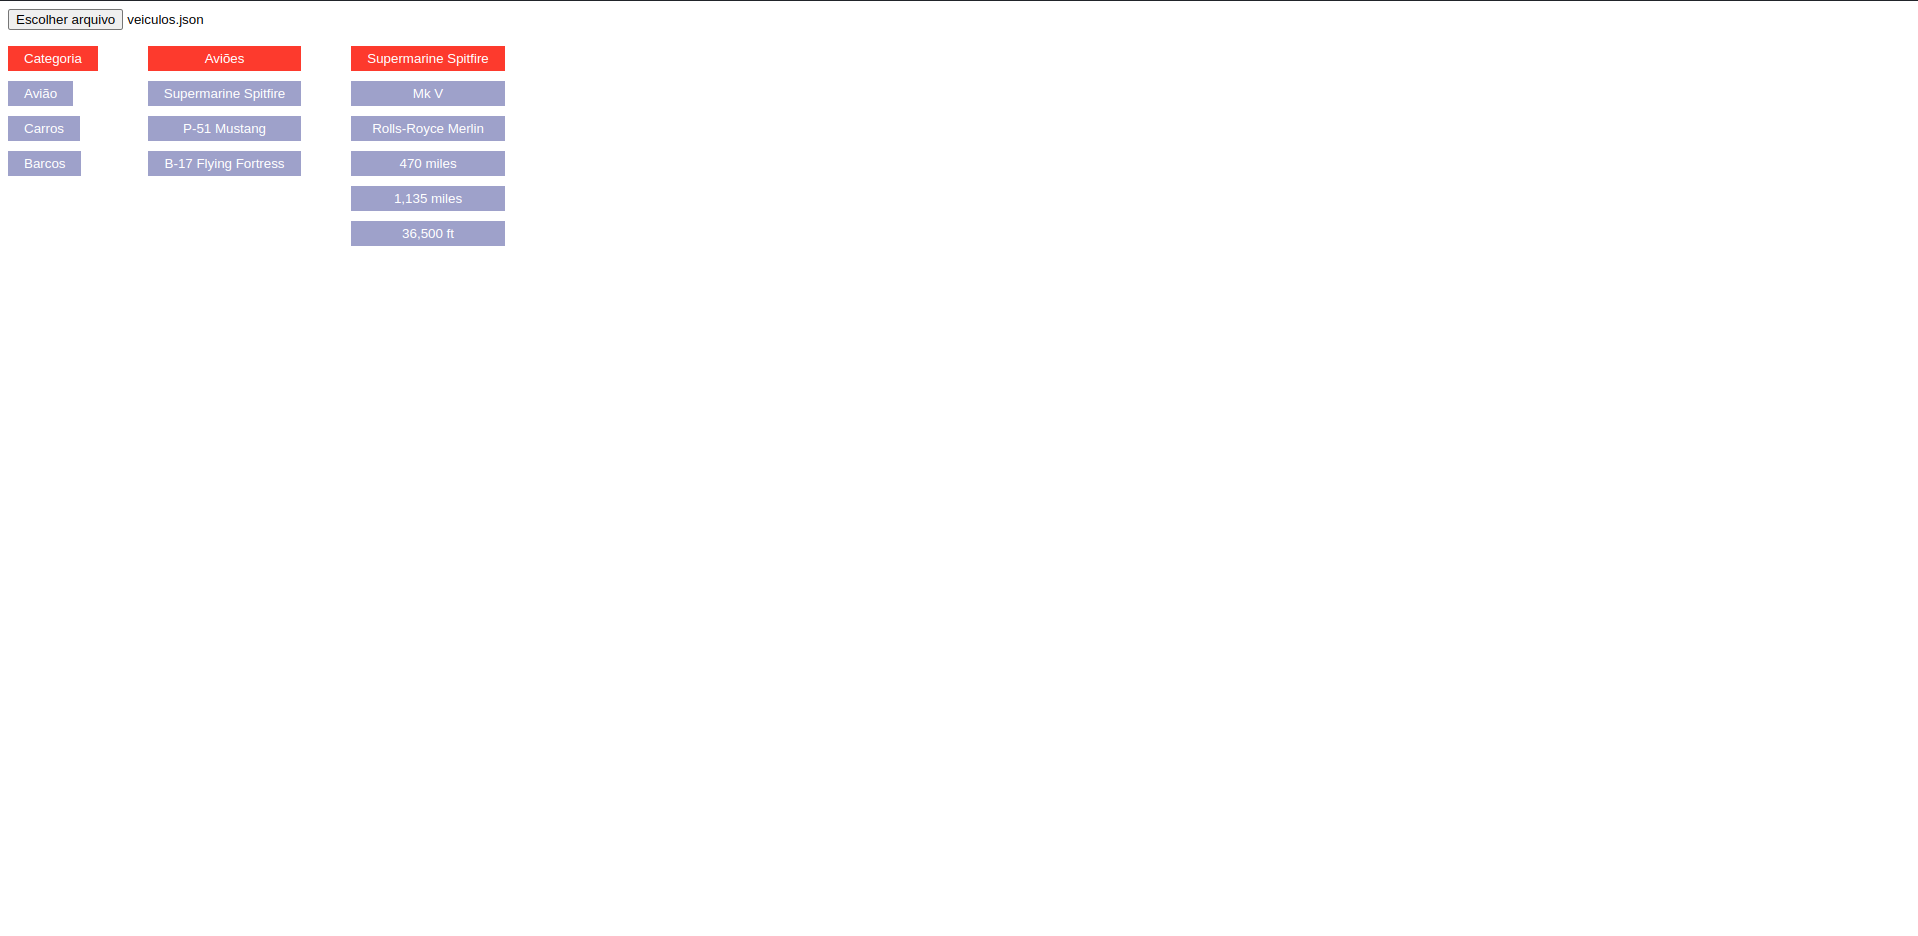 Escolher arquivo veiculos.json
Categoria
Avião
Carros
Barcos
Aviões
Supermarine Spitfire
P-51 Mustang
B-17 Flying Fortress
Supermarine Spitfire
Mk V
Rolls-Royce Merlin
470 miles
1,135 miles
36,500 ft